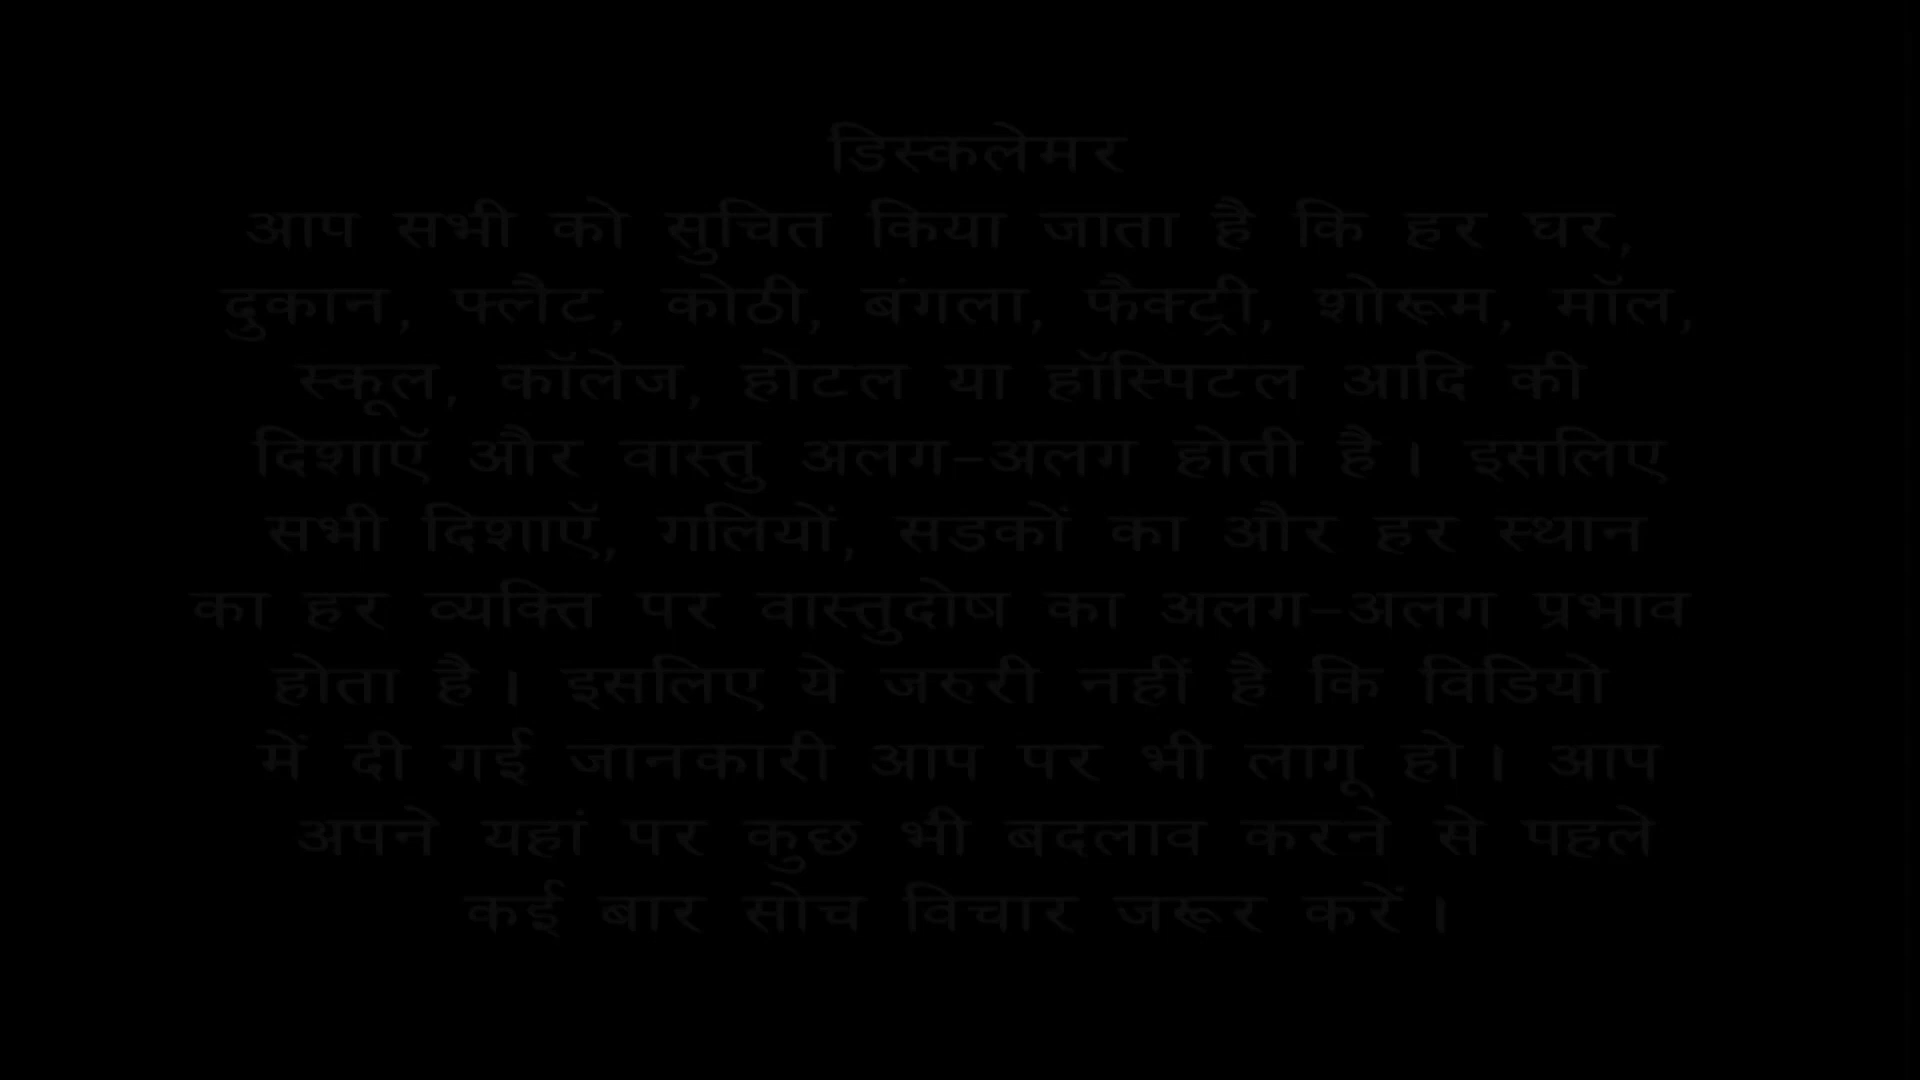 डिस्कलेमर
आप सभी को सुचित किया जाता है कि हर घर,
दुकान, फ्लैट, कोठी, बंगला, फैक्ट्री, शोरूम, मॉल,
स्कूल, कॉलेज, होटल या हॉस्पिटल आदि की
दिशाऍ और वास्तु अलग–अलग होती है। इसलिए
सभी दिशाऍ, गलियों, सडकों का और हर स्थान
का हर व्यक्ति पर वास्तुदोष का अलग–अलग प्रभाव
होता है। इसलिए ये जरुरी नहीं है कि विडियो
में दी गई जानकारी आप पर भी लागू हो। आप
अपने यहां पर कुछ भी बदलाव करने से पहले
कई बार सोच विचार जरूर करें।